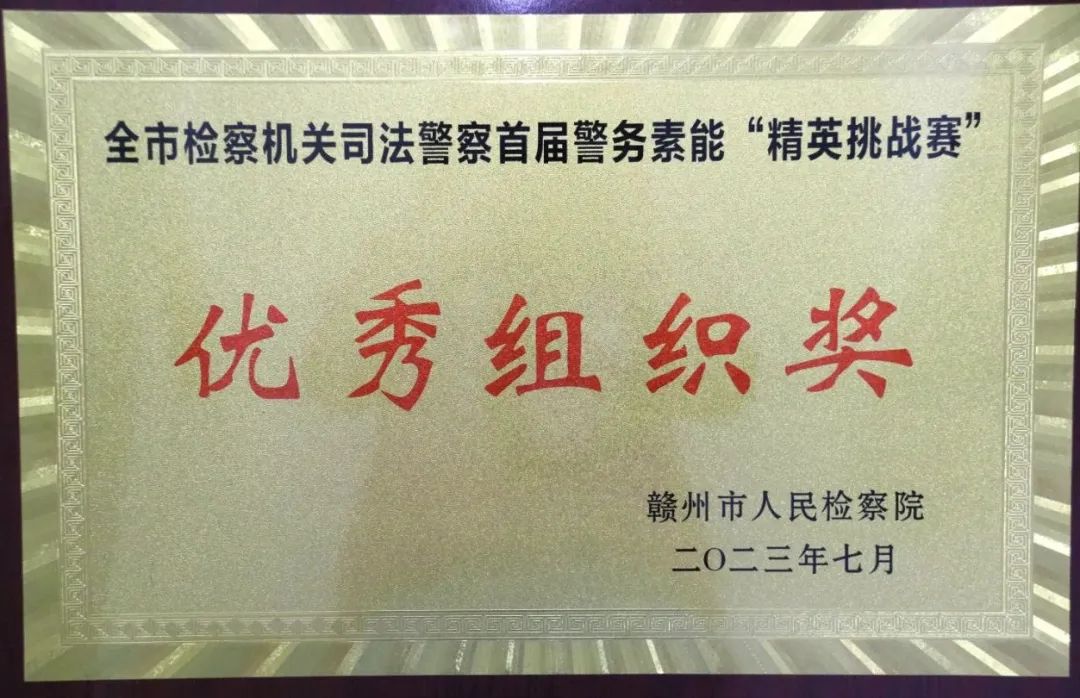 全市检察机关司法警察首届警务素能“精英挑战赛”
优秀组织奖
赣州市人民检察院
二〇二三年七月